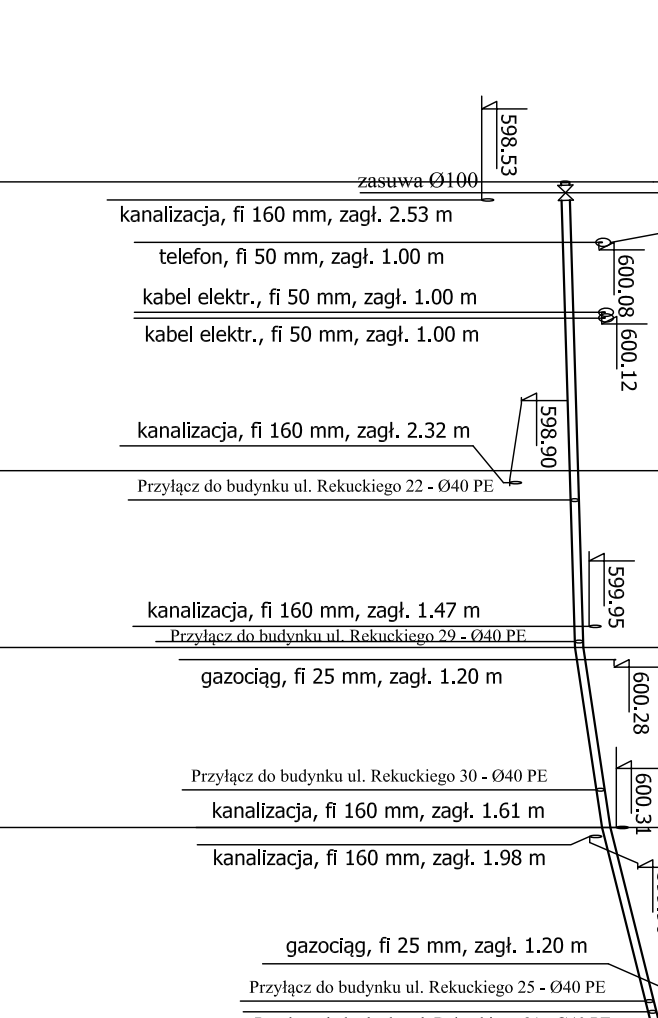 598.53
zasuwa Ø100
kanalizacja, fi 160 mm, zagł. 2.53 m
telefon, fi 50 mm, zagł. 1.00 m
600.08
kabel elektr., fi 50 mm, zagł. 1.00 m
kabel elektr., fi 50 mm, zagł. 1.00 m
600.12
kanalizacja, fi 160 mm, zagł. 2.32 m
598.90
Przyłącz do budynku ul. Rekuckiego 22 - Ø40 PE
599.95
kanalizacja, fi 160 mm, zagł. 1.47 m
Przyłącz do budynku ul. Rekuckiego 29 - Ø40 PE
gazociąg, fi 25 mm, zagł. 1.20 m
600.28
Przyłącz do budynku ul. Rekuckiego 30 - Ø40 PE
600.31
kanalizacja, fi 160 mm, zagł. 1.61 m
kanalizacja, fi 160 mm, zagł. 1.98 m
gazociąg, fi 25 mm, zagł. 1.20 m
Przyłącz do budynku ul. Rekuckiego 25 - Ø40 PE